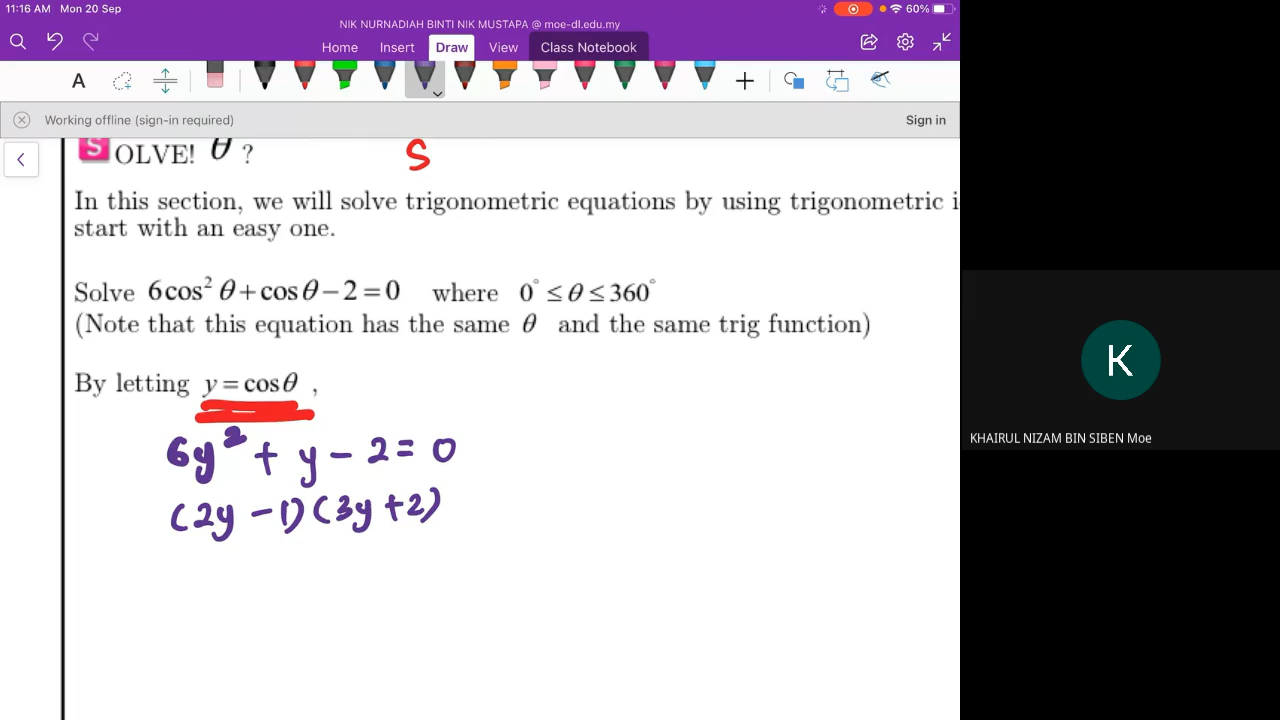 11:16 AM Mon 20 Sep
60%
NIK NURNADIAH BINTI NIK MUSTAPA @ moe-dl.edu.my
Home Insert Draw View Class Notebook
A
Working offline (sign-in required) Sign in
SOLVE! θ ?
S
In this section, we will solve trigonometric equations by using trigonometric i
start with an easy one.
Solve 6cos² θ+cosθ−2=0 where 0° ≤θ≤360°
(Note that this equation has the same θ and the same trig function)
By letting y=cosθ ,
6y² + y − 2 = 0
(2y −1)(3y +2)
K
KHAIRUL NIZAM BIN SIBEN Moe